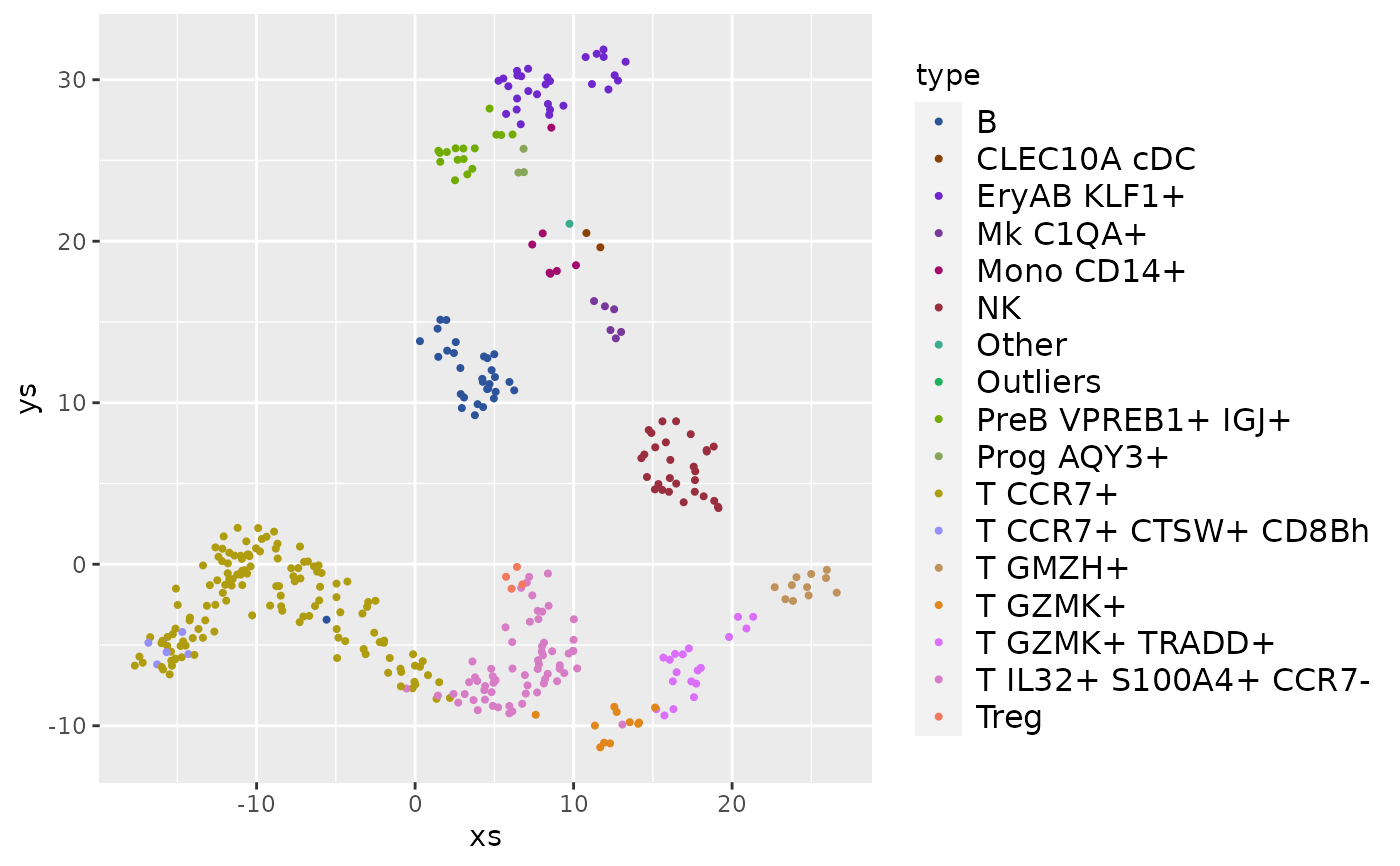 30
20
10
0
-10
ys
-10
0
10
20
xs
type
B
CLEC10A cDC
EryAB KLF1+
Mk C1QA+
Mono CD14+
NK
Other
Outliers
PreB VPREB1+ IGJ+
Prog AQY3+
T CCR7+
T CCR7+ CTSW+ CD8Bh
T GMZH+
T GZMK+
T GZMK+ TRADD+
T IL32+ S100A4+ CCR7-
Treg